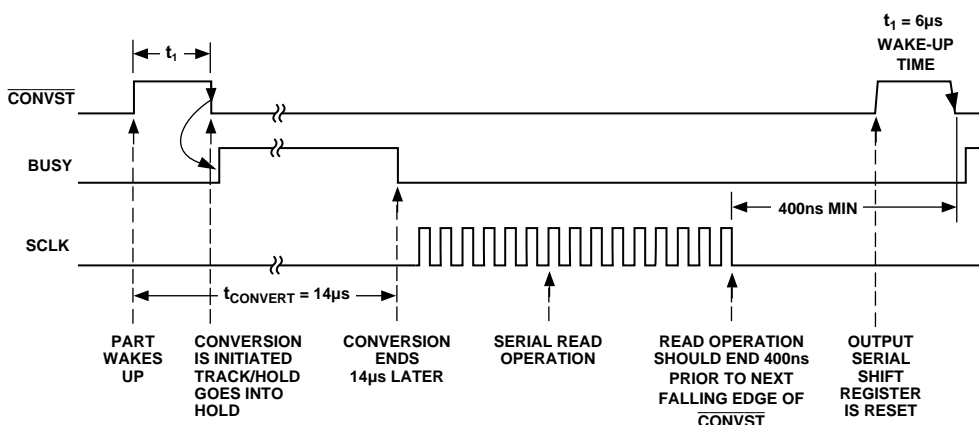 t1 = 6µs
WAKE-UP
TIME
t1
CONVST
BUSY
400ns MIN
SCLK
tCONVERT = 14µs
PART
WAKES
UP
CONVERSION
IS INITIATED
TRACK/HOLD
GOES INTO
HOLD
CONVERSION
ENDS
14µs LATER
SERIAL READ
OPERATION
READ OPERATION
SHOULD END 400ns
PRIOR TO NEXT
FALLING EDGE OF
CONVST
OUTPUT
SERIAL
SHIFT
REGISTER
IS RESET